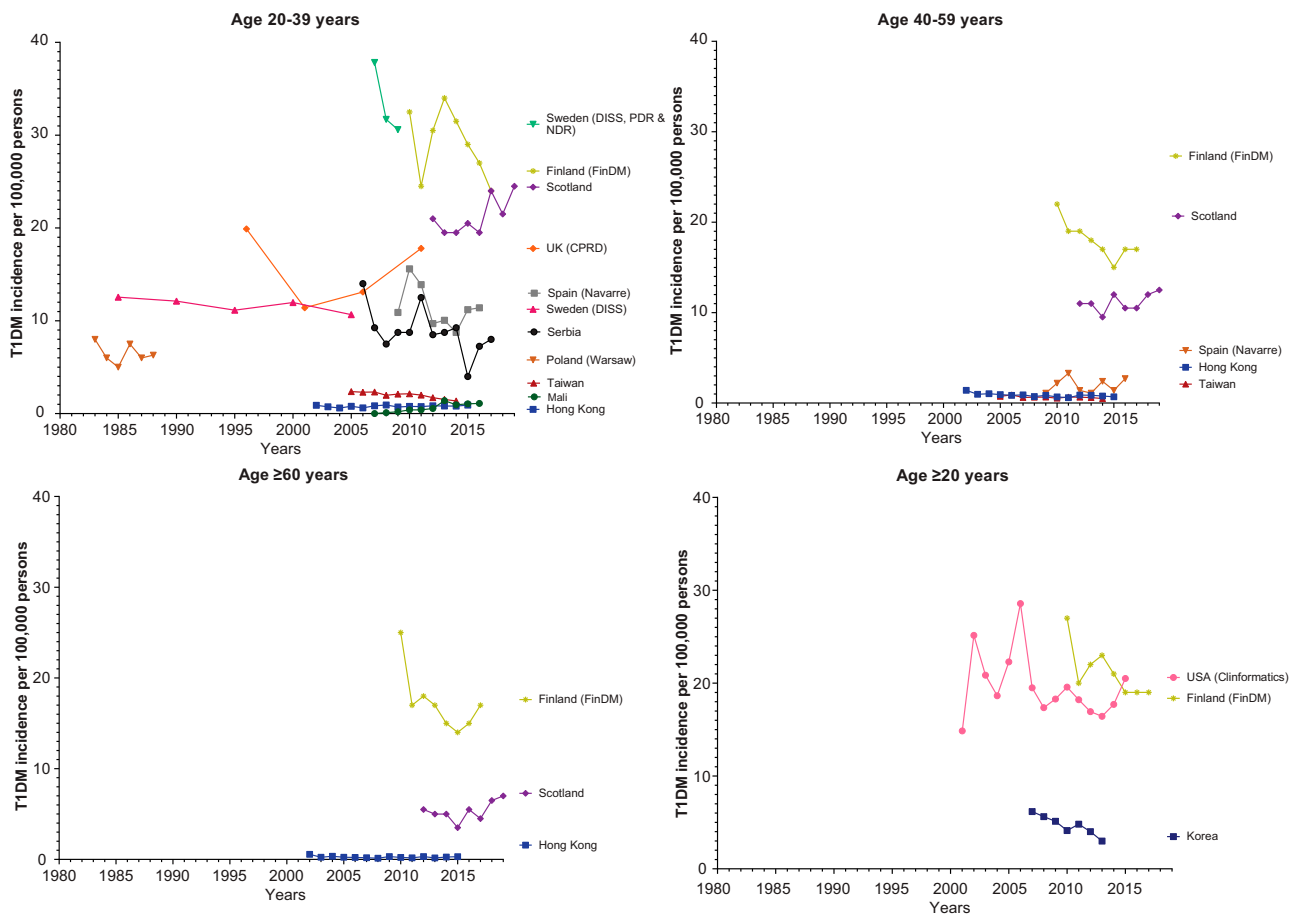 Age 20-39 years
T1DM incidence per 100,000 persons
40
30
20
10
0
1980 1985 1990 1995 2000 2005 2010 2015
Years
Sweden (DISS, PDR &
NDR)
Finland (FinDM)
Scotland
UK (CPRD)
Spain (Navarre)
Sweden (DISS)
Serbia
Poland (Warsaw)
Taiwan
Mali
Hong Kong
Age 40-59 years
T1DM incidence per 100,000 persons
40
30
20
10
0
1980 1985 1990 1995 2000 2005 2010 2015
Years
Finland (FinDM)
Scotland
Spain (Navarre)
Hong Kong
Taiwan
Age ≥60 years
T1DM incidence per 100,000 persons
40
30
20
10
0
1980 1985 1990 1995 2000 2005 2010 2015
Years
Finland (FinDM)
Scotland
Hong Kong
Age ≥20 years
T1DM incidence per 100,000 persons
40
30
20
10
0
1980 1985 1990 1995 2000 2005 2010 2015
Years
USA (Clinformatics)
Finland (FinDM)
Korea